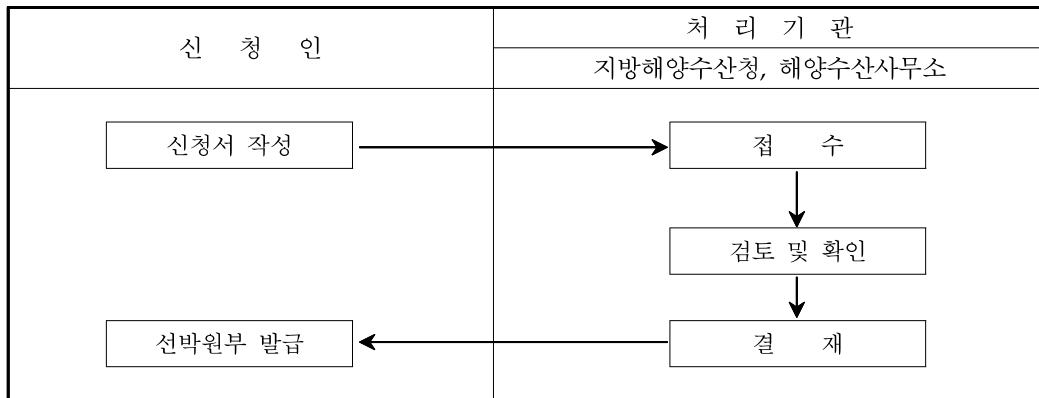 신 청 인
처 리 기 관
지방해양수산청, 해양수산사무소
신청서 작성
접 수
검토 및 확인
선박원부 발급
결 재